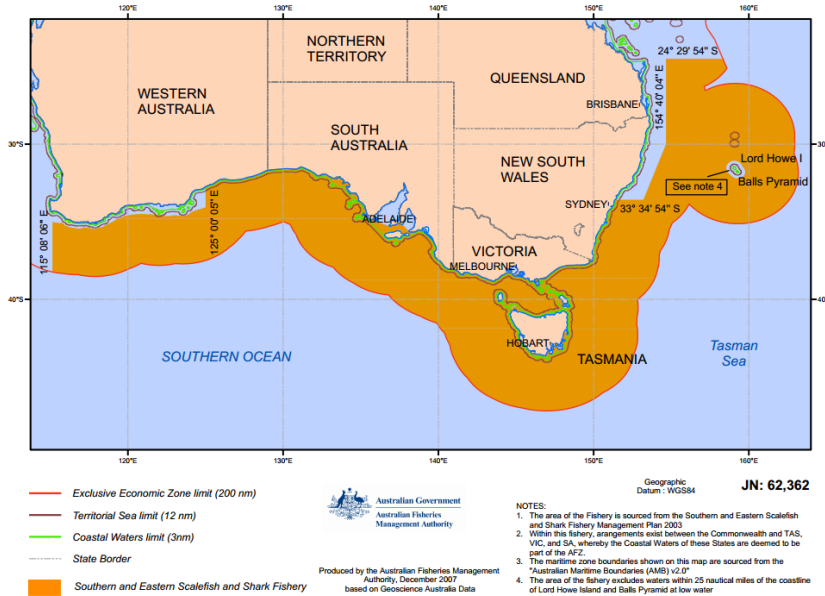 120°E 130°E 140°E 150°E 160°E
NORTHERN
TERRITORY
24° 29' 54" S
WESTERN
AUSTRALIA
QUEENSLAND
BRISBANE
154° 40' 04" E
SOUTH
AUSTRALIA
30°S
NEW SOUTH
WALES
Lord Howe I
Balls Pyramid
See note 4
SYDNEY
33° 34' 54" S
ADELAIDE
115° 08' 06" E
125° 00' 05" E
VICTORIA
MELBOURNE
40°S
40
HOBART
TASMANIA
SOUTHERN OCEAN
Tasman
Sea
120°E 130°E 140°E 150°E 160°E
Exclusive Economic Zone limit (200 nm)
Territorial Sea limit (12 nm)
Coastal Waters limit (3nm)
State Border
Southern and Eastern Scalefish and Shark Fishery
Australian Government
Australian Fisheries
Management Authority
Produced by the Australian Fisheries Management
Authority, December 2007
based on Geoscience Australia Data
Geographic
Datum : WGS84
JN: 62,362
NOTES:
1. The area of the Fishery is sourced from the Southern and Eastern Scalefish
and Shark Fishery Management Plan 2003
2. Within this fishery, arangements exist between the Commonwealth and TAS,
VIC, and SA, whereby the Coastal Waters of these States are deemed to be
part of the AFZ.
3. The maritime zone boundaries shown on this map are sourced from the
"Australian Maritime Boundaries (AMB) v2.0"
4. The area of the fishery excludes waters within 25 nautical miles of the coastline
of Lord Howe Island and Balls Pyramid at low water